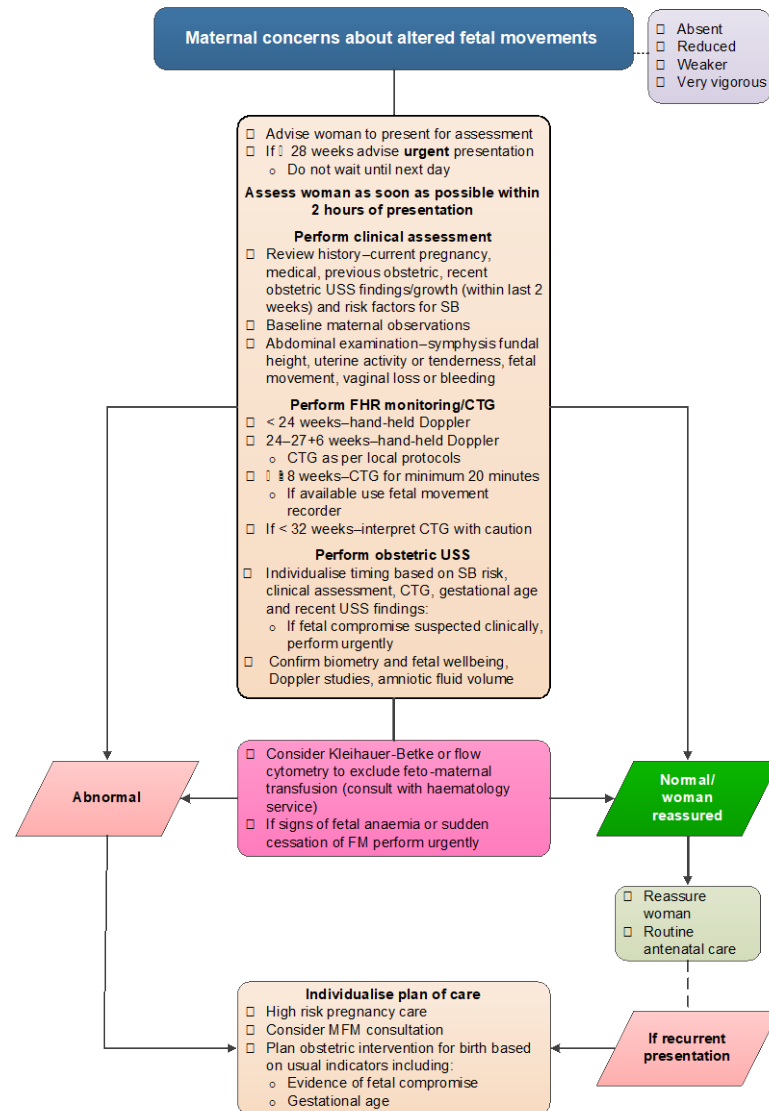 Maternal concerns about altered fetal movements
Absent
Reduced
Weaker
Very vigorous
Advise woman to present for assessment
If 28 weeks advise urgent presentation
Do not wait until next day
Assess woman as soon as possible within
2 hours of presentation
Perform clinical assessment
Review history–current pregnancy,
medical, previous obstetric, recent
obstetric USS findings/growth (within last 2
weeks) and risk factors for SB
Baseline maternal observations
Abdominal examination–symphysis fundal
height, uterine activity or tenderness, fetal
movement, vaginal loss or bleeding
Perform FHR monitoring/CTG
< 24 weeks–hand-held Doppler
24–27+6 weeks–hand-held Doppler
CTG as per local protocols
weeks–CTG for minimum 20 minutes
If available use fetal movement
recorder
If < 32 weeks–interpret CTG with caution
Perform obstetric USS
Individualise timing based on SB risk,
clinical assessment, CTG, gestational age
and recent USS findings:
If fetal compromise suspected clinically,
perform urgently
Confirm biometry and fetal wellbeing,
Doppler studies, amniotic fluid volume
Abnormal
Consider Kleihauer-Betke or flow
cytometry to exclude feto-maternal
transfusion (consult with haematology
service)
If signs of fetal anaemia or sudden
cessation of FM perform urgently
Normal/
woman
reassured
Reassure
woman
Routine
antenatal care
If recurrent
presentation
Individualise plan of care
High risk pregnancy care
Consider MFM consultation
Plan obstetric intervention for birth based
on usual indicators including:
Evidence of fetal compromise
Gestational age